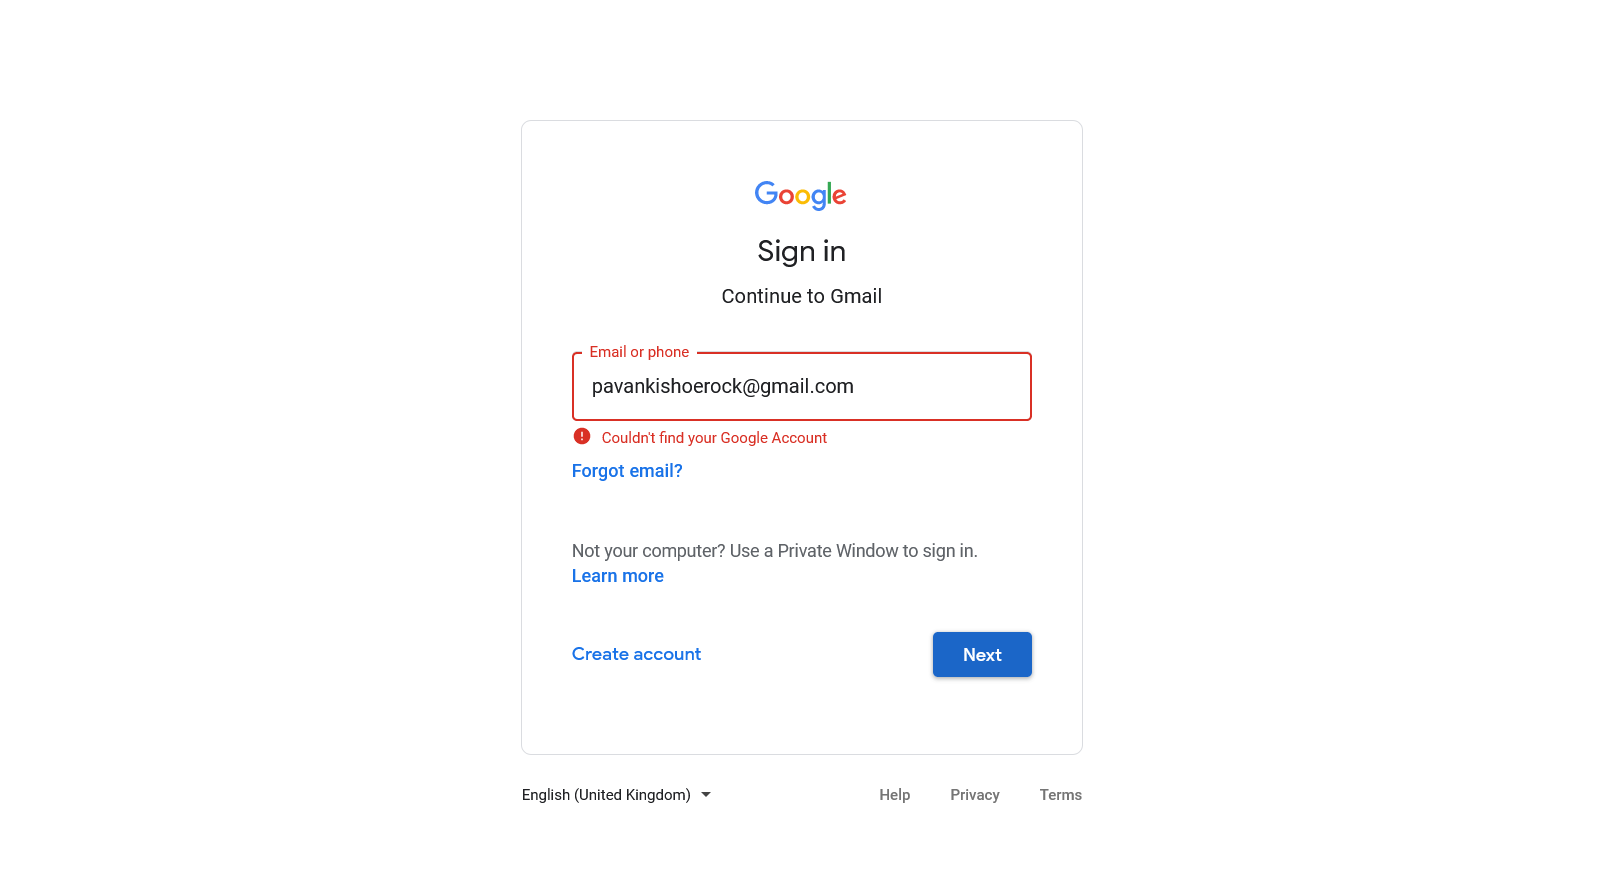 Google
Sign in
Continue to Gmail
Email or phone
pavankishoerock@gmail.com
Couldn't find your Google Account
Forgot email?
Not your computer? Use a Private Window to sign in.
Learn more
Create account
Next
English (United Kingdom)
Help
Privacy
Terms